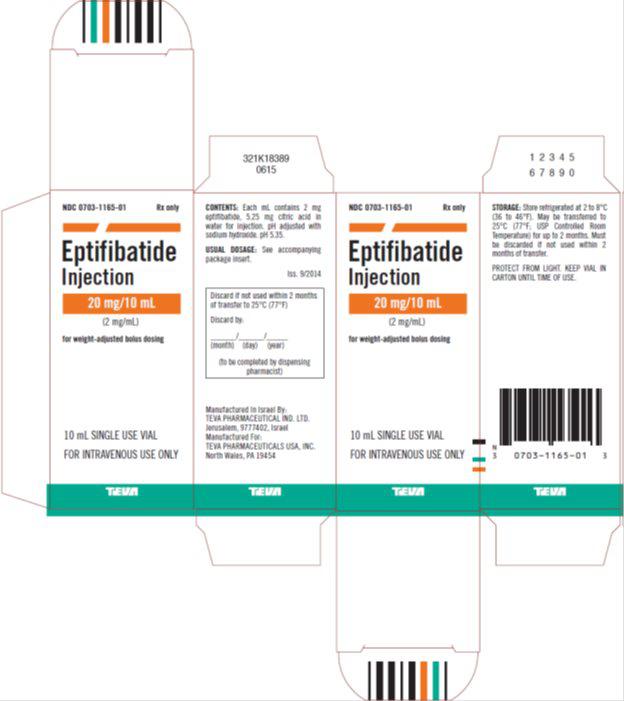 321K18389
0615
1 2 3 4 5
6 7 8 9 0
NDC 0703-1165-01 Rx only
Eptifibatide
Injection
20 mg/10 mL
(2 mg/mL)
for weight-adjusted bolus dosing
10 mL SINGLE USE VIAL
FOR INTRAVENOUS USE ONLY
TEVA
CONTENTS: Each mL contains 2 mg
eptifibatide, 5.25 mg citric acid in
water for injection. pH adjusted with
sodium hydroxide. pH 5.35.
USUAL DOSAGE: See accompanying
package insert.
Iss. 9/2014
Discard if not used within 2 months
of transfer to 25°C (77°F)
Discard by:
______/______/______
(month) (day) (year)
(to be completed by dispensing
pharmacist)
Manufactured In Israel By:
TEVA PHARMACEUTICAL IND. LTD.
Jerusalem, 9777402, Israel
Manufactured For:
TEVA PHARMACEUTICALS USA, INC.
North Wales, PA 19454
TEVA
NDC 0703-1165-01 Rx only
Eptifibatide
Injection
20 mg/10 mL
(2 mg/mL)
for weight-adjusted bolus dosing
10 mL SINGLE USE VIAL
FOR INTRAVENOUS USE ONLY
TEVA
STORAGE: Store refrigerated at 2 to 8°C
(36 to 46°F). May be transferred to
25°C (77°F; USP Controlled Room
Temperature) for up to 2 months. Must
be discarded if not used within 2
months of transfer.
PROTECT FROM LIGHT. KEEP VIAL IN
CARTON UNTIL TIME OF USE.
N
3 0703-1165-01 3
TEVA